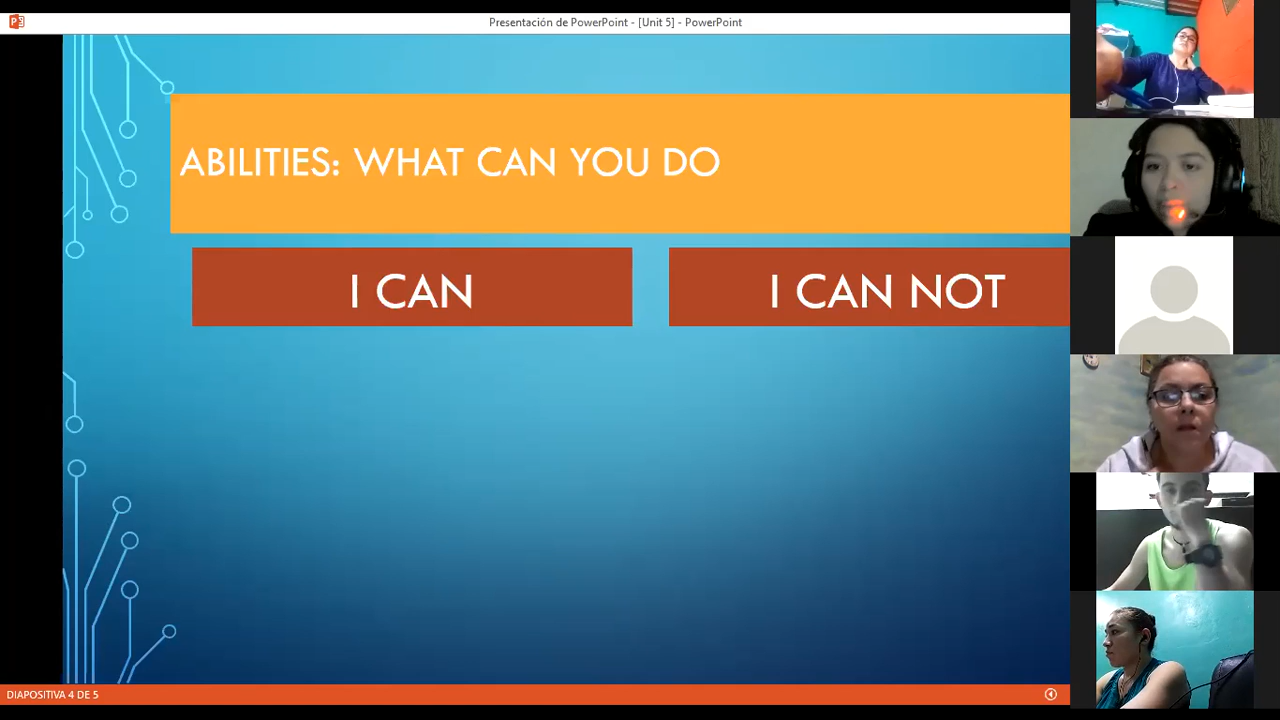 Presentación de PowerPoint - [Unit 5] - PowerPoint
ABILITIES: WHAT CAN YOU DO
I CAN
I CAN NOT
DIAPOSITIVA 4 DE 5